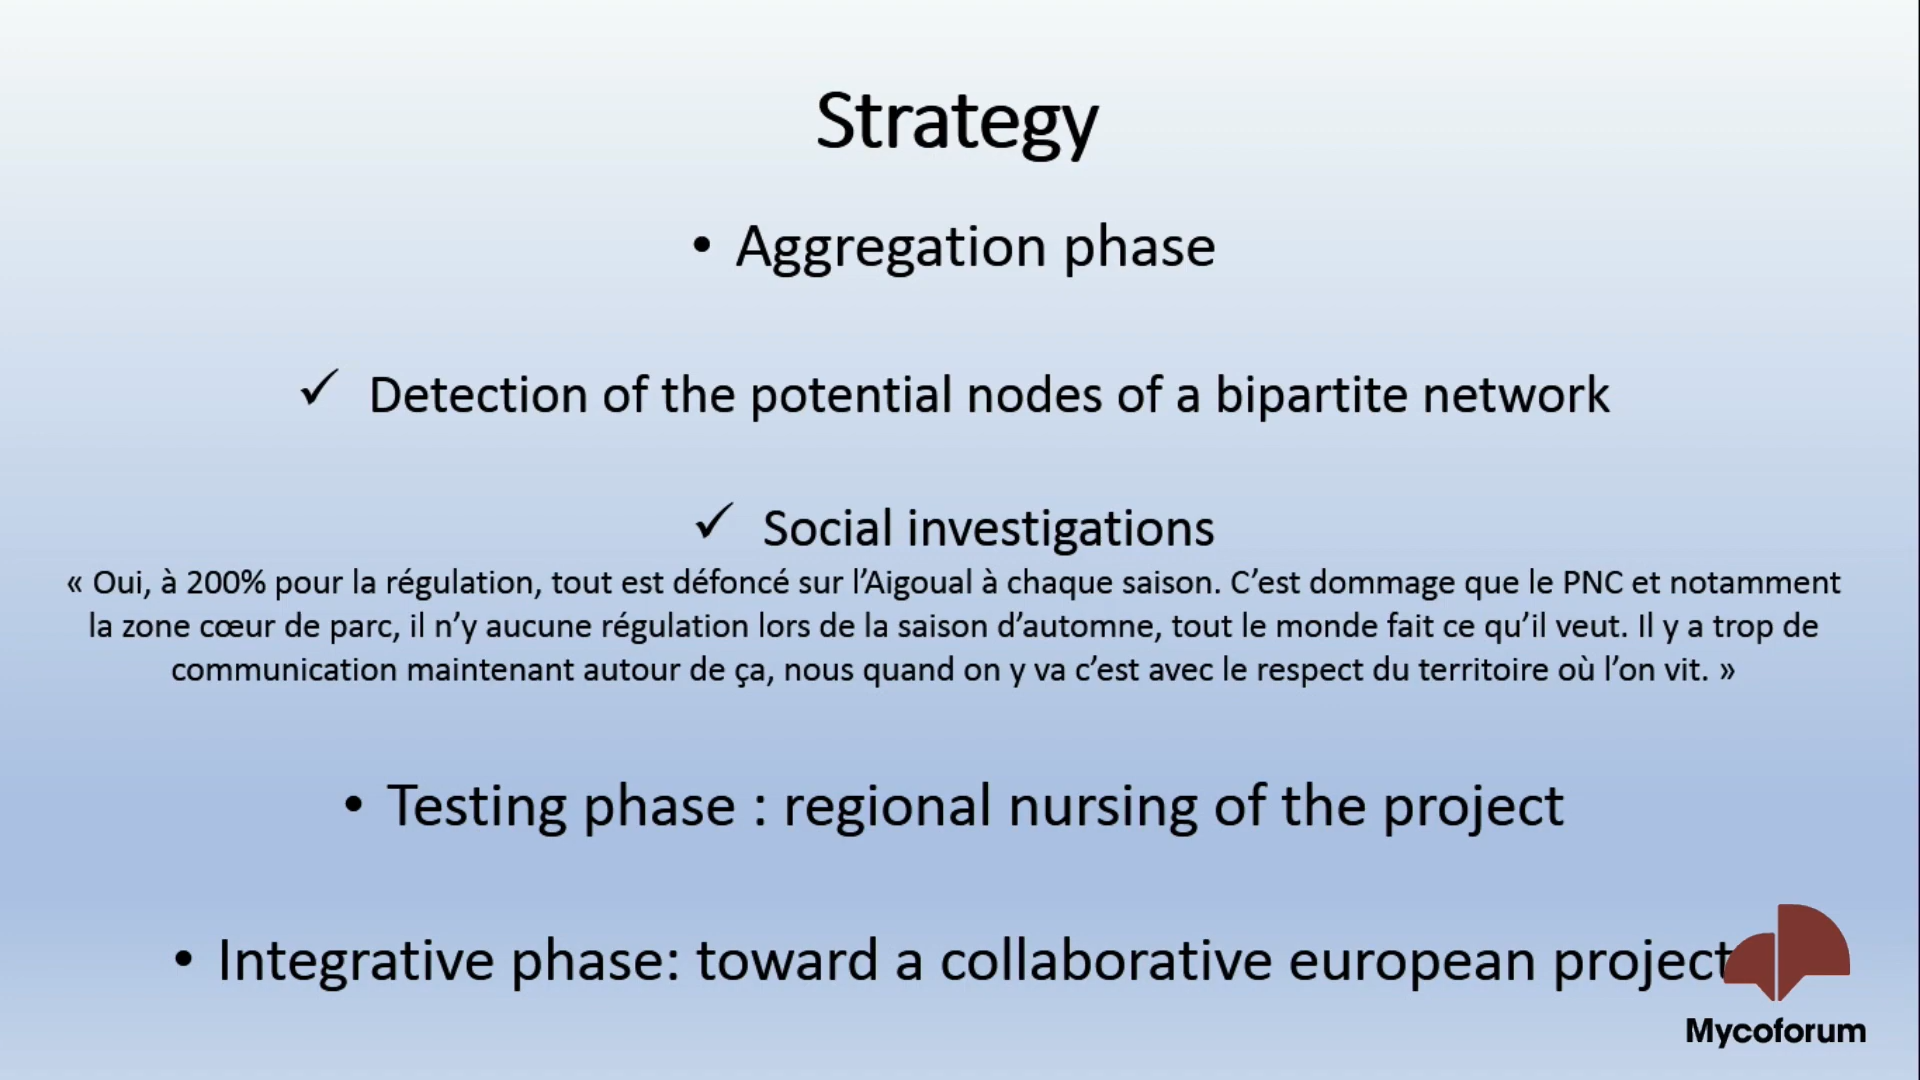 Strategy
• Aggregation phase
✓ Detection of the potential nodes of a bipartite network
✓ Social investigations
« Oui, à 200% pour la régulation, tout est défoncé sur l’Aigoual à chaque saison. C’est dommage que le PNC et notamment
la zone cœur de parc, il n’y aucune régulation lors de la saison d’automne, tout le monde fait ce qu’il veut. Il y a trop de
communication maintenant autour de ça, nous quand on y va c’est avec le respect du territoire où l’on vit. »
• Testing phase : regional nursing of the project
• Integrative phase: toward a collaborative european project
Mycoforum